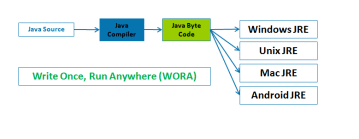 Java Source
Java
Compiler
Java Byte
Code
Windows JRE
Unix JRE
Mac JRE
Android JRE
Write Once, Run Anywhere (WORA)